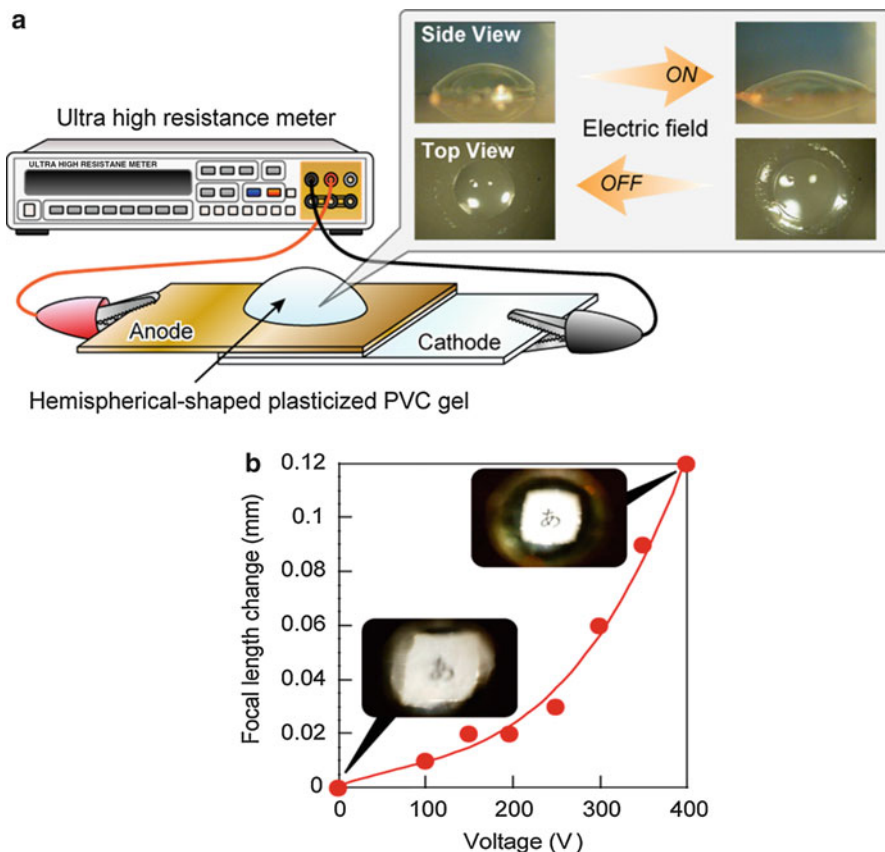 a
Side View
ON
Ultra high resistance meter
ULTRA HIGH RESISTANE METER
Electric field
Top View
OFF
Anode
Cathode
Hemispherical-shaped plasticized PVC gel
b
0.12
0.1
0.08
0.06
0.04
0.02
0
Focal length change (mm)
あ
あ
0 100 200 300 400
Voltage (V)